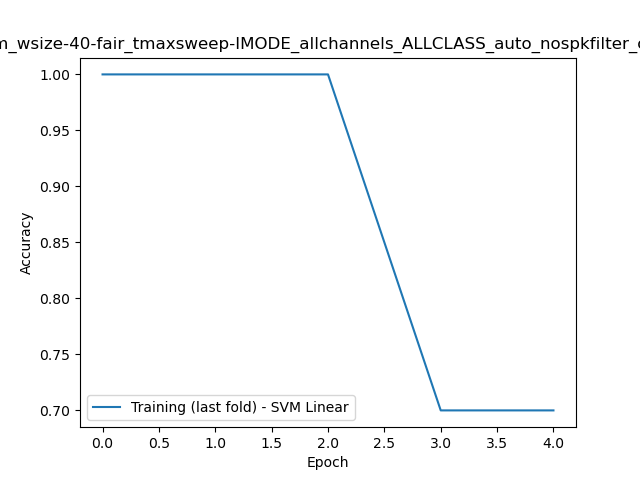 m_wsize-40-fair_tmaxsweep-IMODE_allchannels_ALLCLASS_auto_nospkfilter_
1.00
0.95
0.90
0.85
0.80
0.75
0.70
Accuracy
Training (last fold) - SVM Linear
0.0 0.5 1.0 1.5 2.0 2.5 3.0 3.5 4.0
Epoch